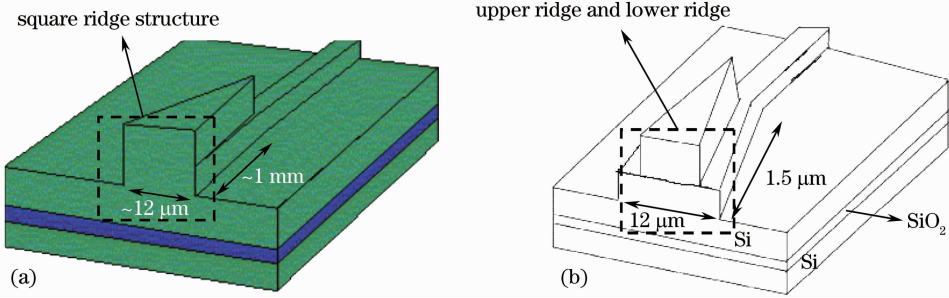 square ridge structure
~1 mm
~12 μm
(a)
upper ridge and lower ridge
1.5 μm
12 μm
Si
SiO2
Si
(b)